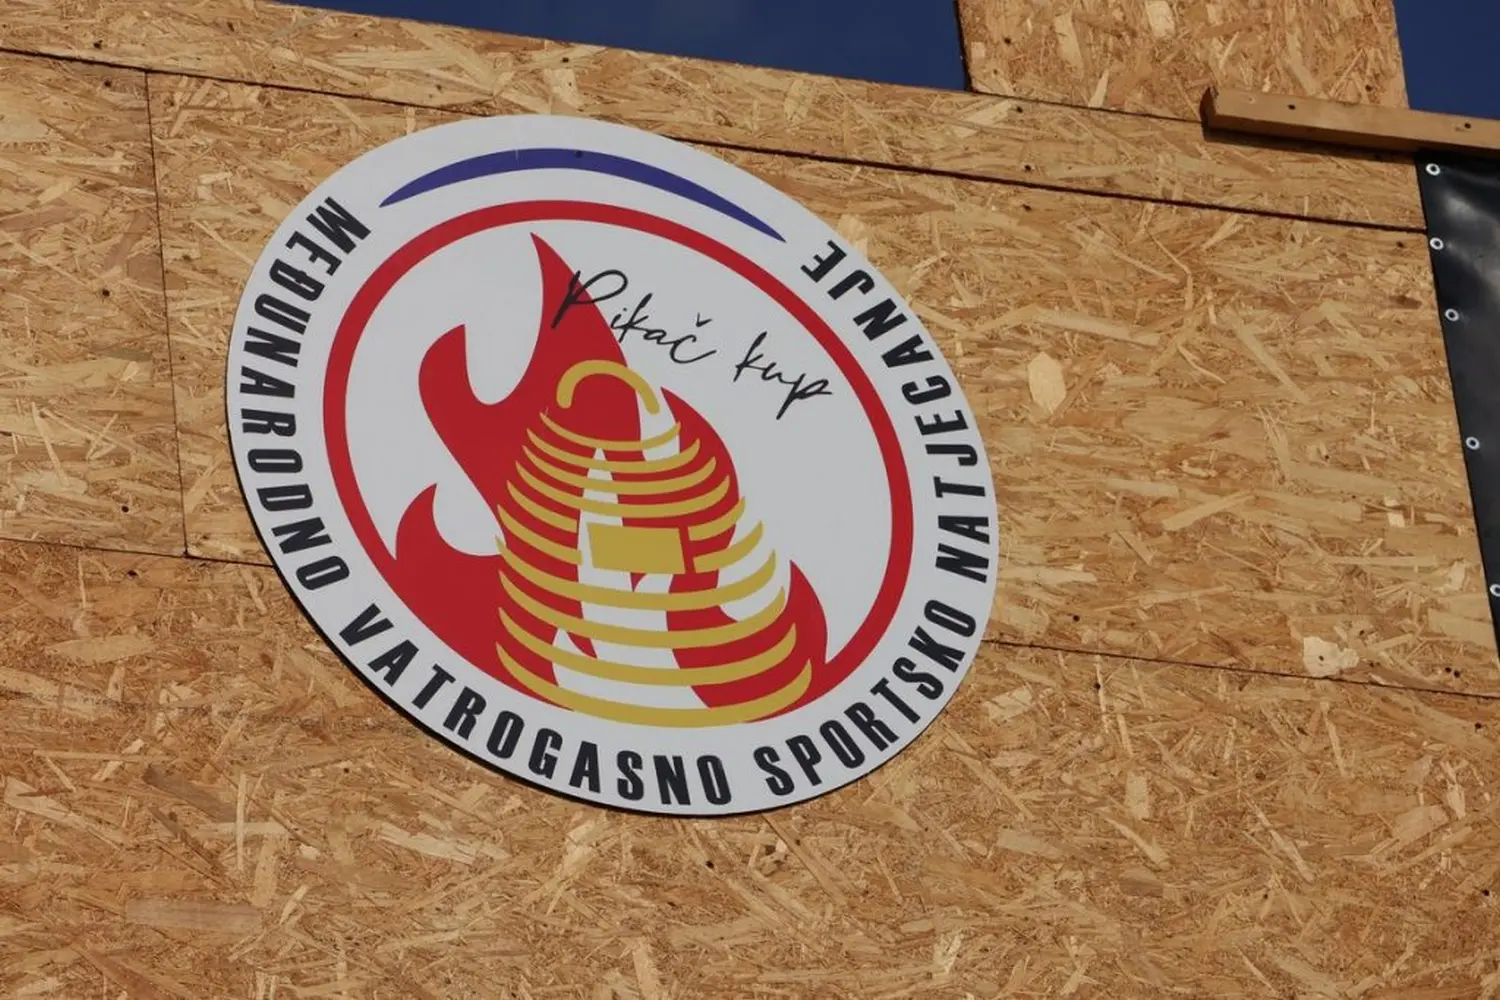 MEĐUNARODNO VATROGASNO SPORTSKO NATJECANJE
Pikač kup